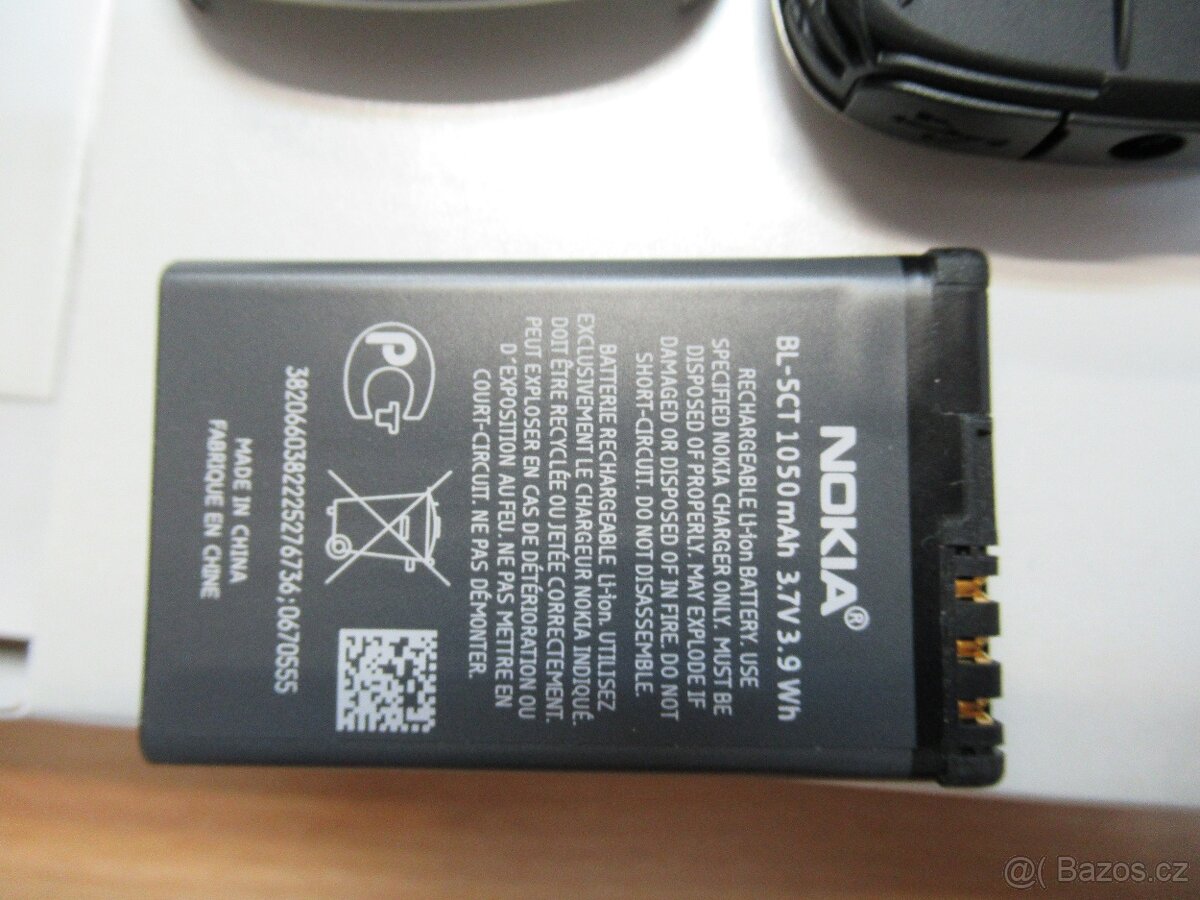 NOKIA®
BL-5CT 1050mAh 3.7V 3.9 Wh
RECHARGEABLE Li-Ion BATTERY. USE
SPECIFIED NOKIA CHARGER ONLY. MUST BE
DISPOSED OF PROPERLY. MAY EXPLODE IF
DAMAGED OR DISPOSED OF IN FIRE. DO NOT
SHORT-CIRCUIT. DO NOT DISASSEMBLE.
BATTERIE RECHARGEABLE Li-Ion. UTILISEZ
EXCLUSIVEMENT LE CHARGEUR NOKIA INDIQUÉ.
DOIT ÊTRE RECYCLÉE OU JETÉE CORRECTEMENT.
PEUT EXPLOSER EN CAS DE DÉTÉRIORATION OU
D'EXPOSITION AU FEU. NE PAS METTRE EN
COURT-CIRCUIT. NE PAS DÉMONTER.
PCT
3820660382225276736;0670555
MADE IN CHINA
FABRIQUE EN CHINE
@( Bazos.cz